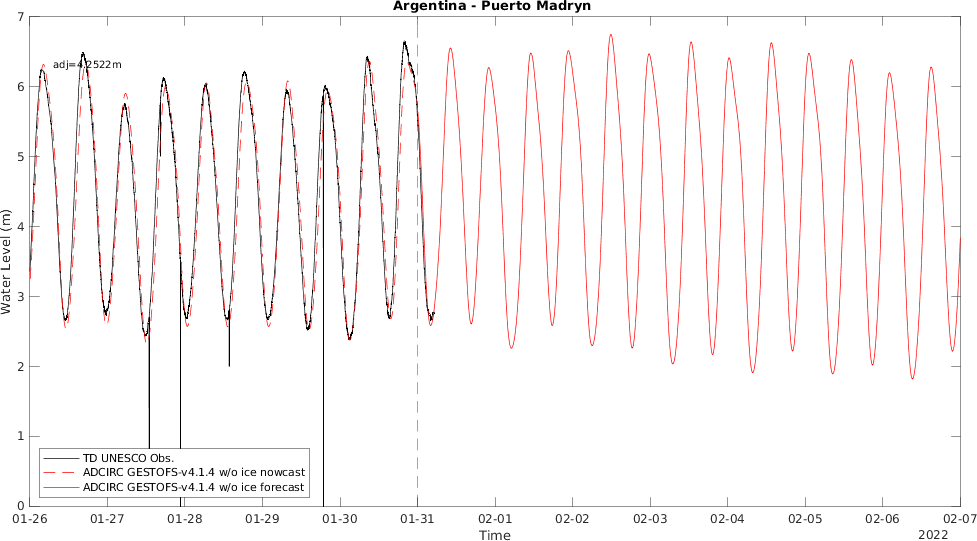 Argentina - Puerto Madryn
7
6
5
4
3
2
1
0
Water Level (m)
adj=4.2522m
TD UNESCO Obs.
ADCIRC GESTOFS-v4.1.4 w/o ice nowcast
ADCIRC GESTOFS-v4.1.4 w/o ice forecast
01-26 01-27 01-28 01-29 01-30 01-31 02-01 02-02 02-03 02-04 02-05 02-06 02-07
Time
2022